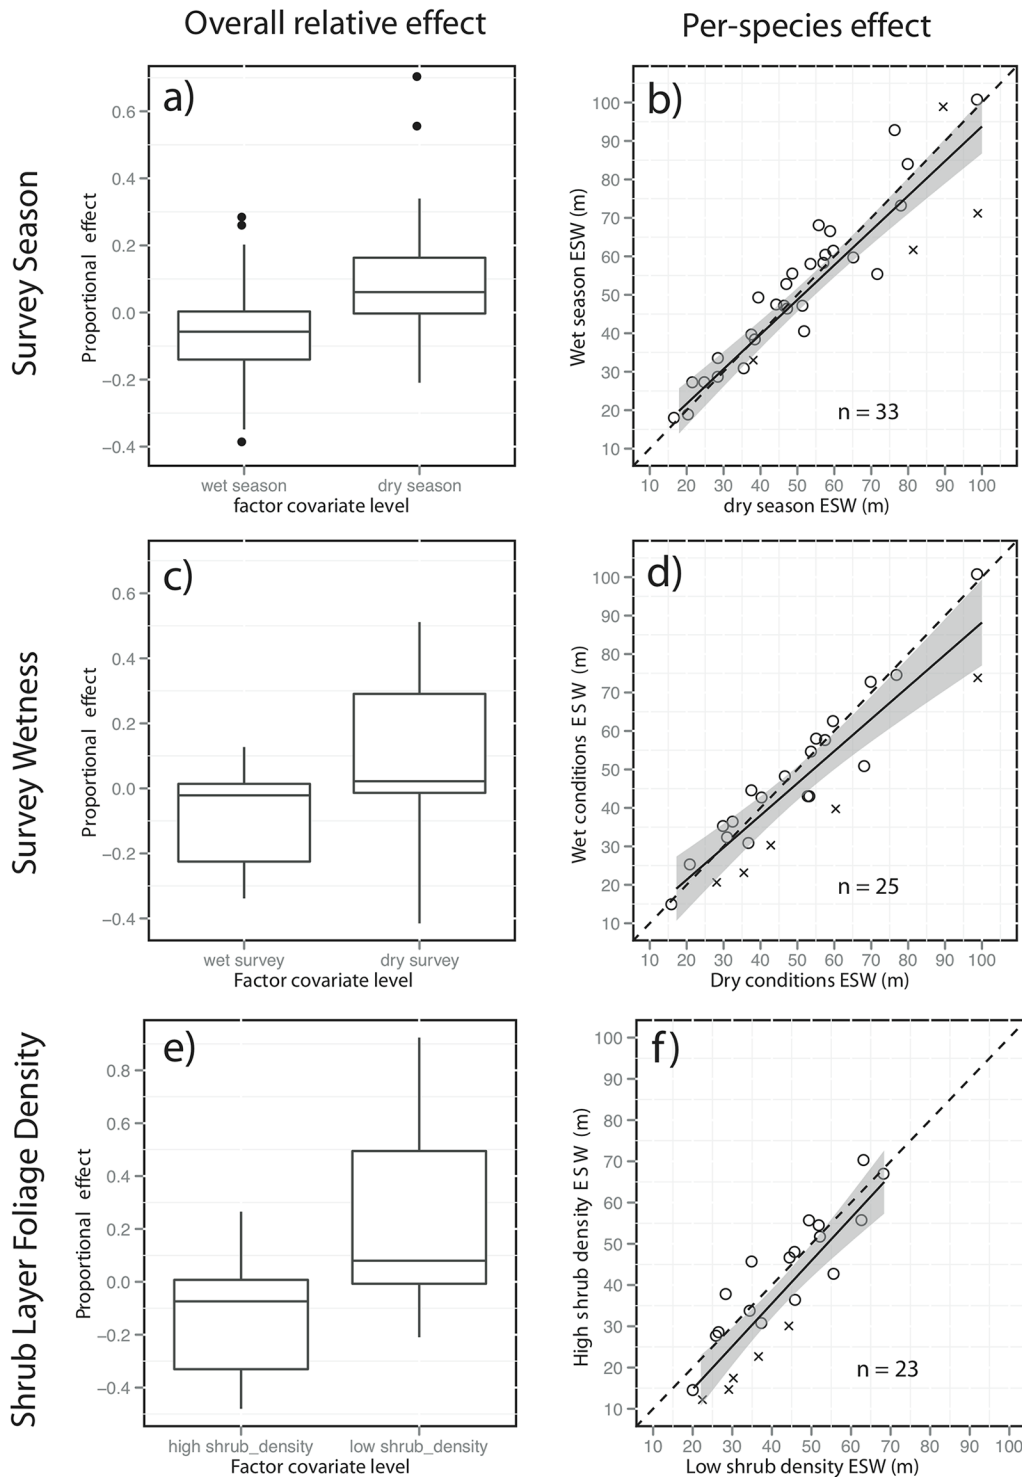 Overall relative effect
Per-species effect
Survey Season
a)
Proportional effect
0.6
0.4
0.2
0.0
−0.2
−0.4
wet season dry season
factor covariate level
b)
Wet season ESW (m)
100
90
80
70
60
50
40
30
20
10
n = 33
10 20 30 40 50 60 70 80 90 100
dry season ESW (m)
Survey Wetness
c)
Proportional effect
0.6
0.4
0.2
0.0
−0.2
−0.4
wet survey dry survey
Factor covariate level
d)
Wet conditions E S W (m)
100
90
80
70
60
50
40
30
20
10
n = 25
10 20 30 40 50 60 70 80 90 100
Dry conditions ESW (m)
Shrub Layer Foliage Density
e)
Proportional effect
0.8
0.6
0.4
0.2
0.0
−0.2
−0.4
high shrub_density low shrub_density
Factor covariate level
f)
High shrub density E S W (m)
100
90
80
70
60
50
40
30
20
10
n = 23
10 20 30 40 50 60 70 80 90 100
Low shrub density ESW (m)